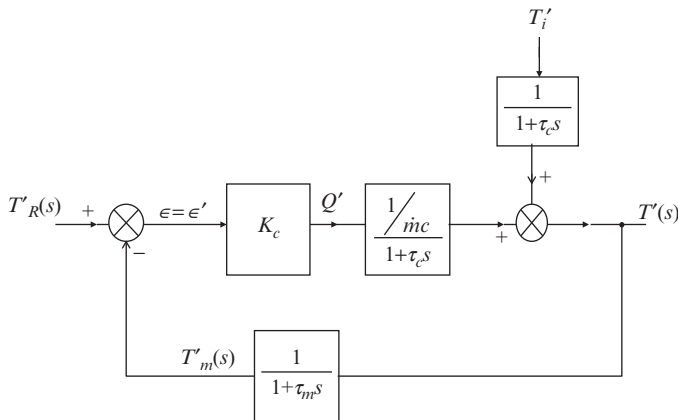 T_i′
1
1+τ_c s
+
T′_R(s)
+
ϵ = ϵ′
K_c
Q′
1/ṁc
1+τ_c s
+
T′(s)
−
T′_m(s)
1
1+τ_m s